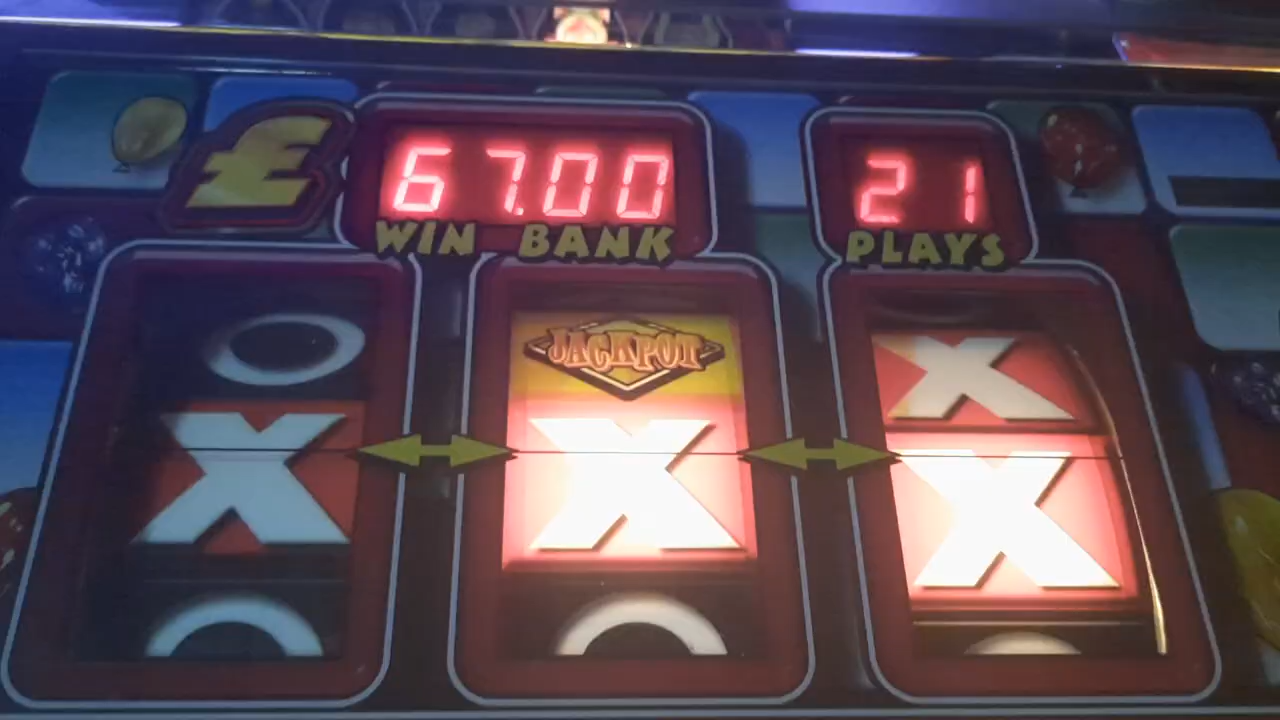 £ 67.00 21
WIN BANK PLAYS
O JACKPOT X
X X X
O O O